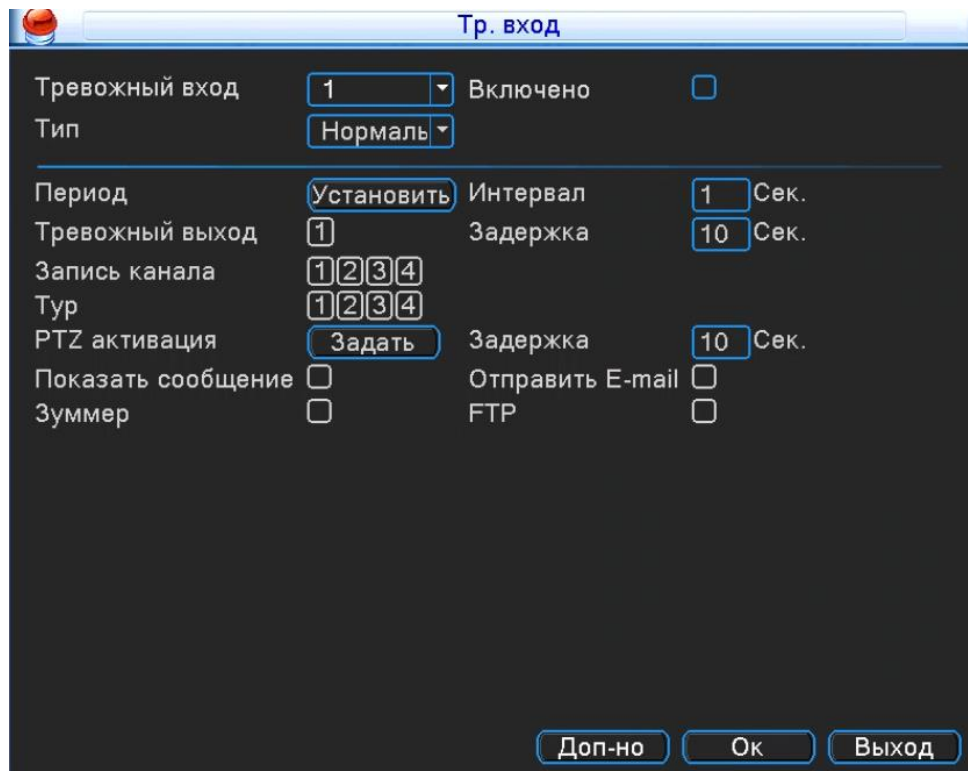 Тр. вход
Тревожный вход 1 Включено
Тип Нормаль
Период Установить Интервал 1 Сек.
Тревожный выход 1 Задержка 10 Сек.
Запись канала 1 2 3 4
Тур 1 2 3 4
PTZ активация Задать Задержка 10 Сек.
Показать сообщение Отправить E-mail
Зуммер FTP
Доп-но Ок Выход